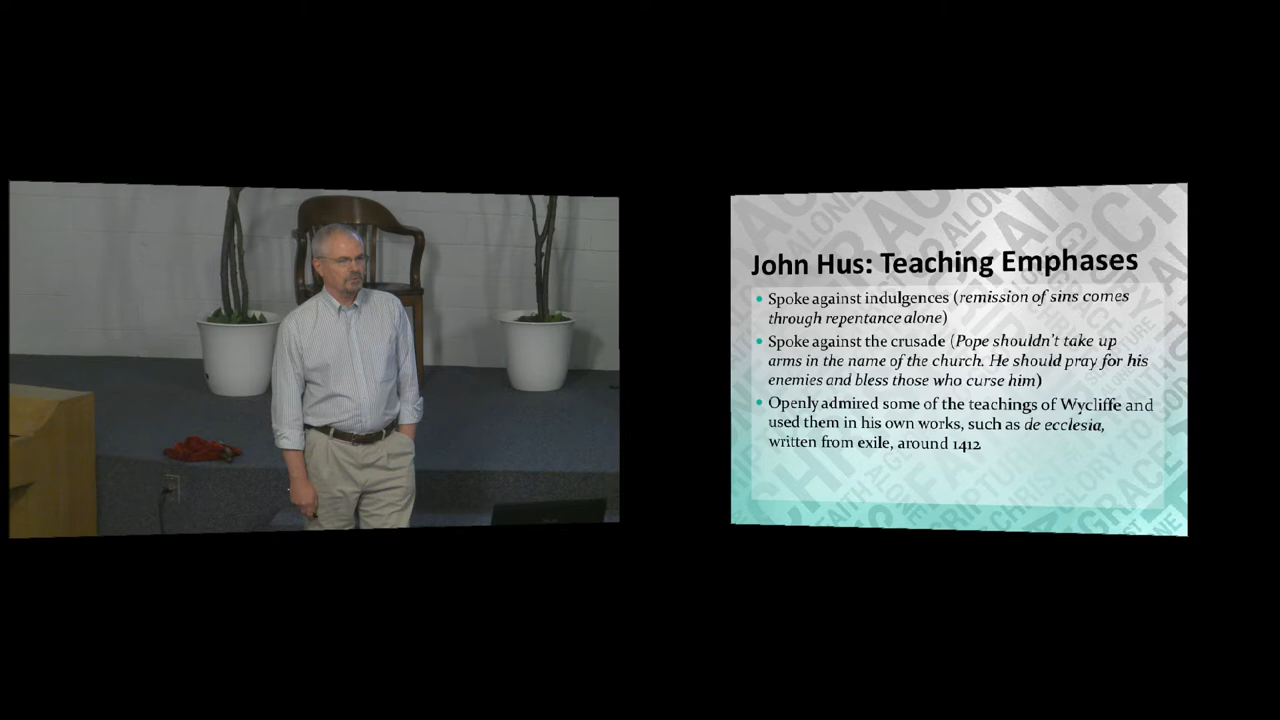 John Hus: Teaching Emphases
• Spoke against indulgences (remission of sins comes
through repentance alone)
• Spoke against the crusade (Pope shouldn't take up
arms in the name of the church. He should pray for his
enemies and bless those who curse him)
• Openly admired some of the teachings of Wycliffe and
used them in his own works, such as de ecclesia,
written from exile, around 1412